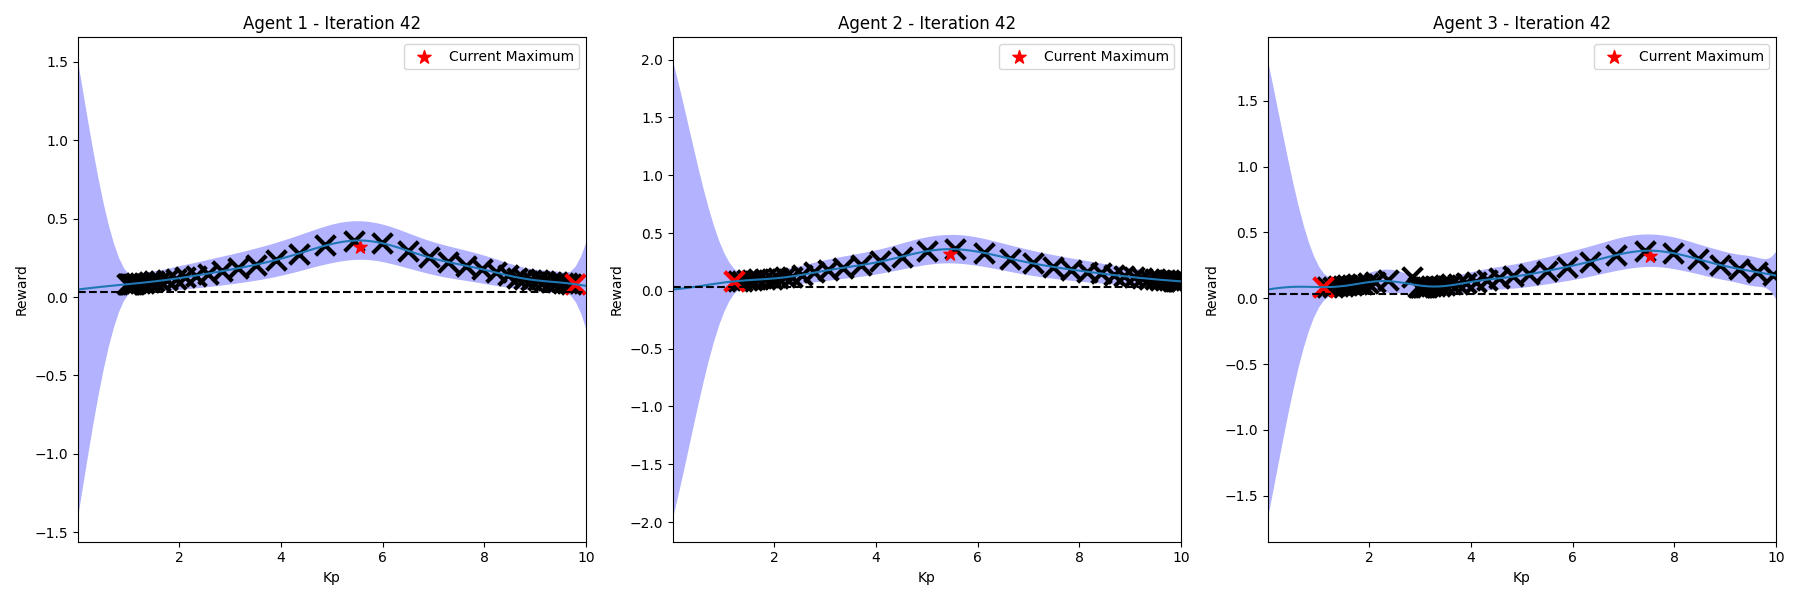 Agent 1 - Iteration 42
Current Maximum
1.5
1.0
0.5
0.0
−0.5
−1.0
−1.5
Reward
2 4 6 8 10
Kp
Agent 2 - Iteration 42
Current Maximum
2.0
1.5
1.0
0.5
0.0
−0.5
−1.0
−1.5
−2.0
Reward
2 4 6 8 10
Kp
Agent 3 - Iteration 42
Current Maximum
1.5
1.0
0.5
0.0
−0.5
−1.0
−1.5
Reward
2 4 6 8 10
Kp